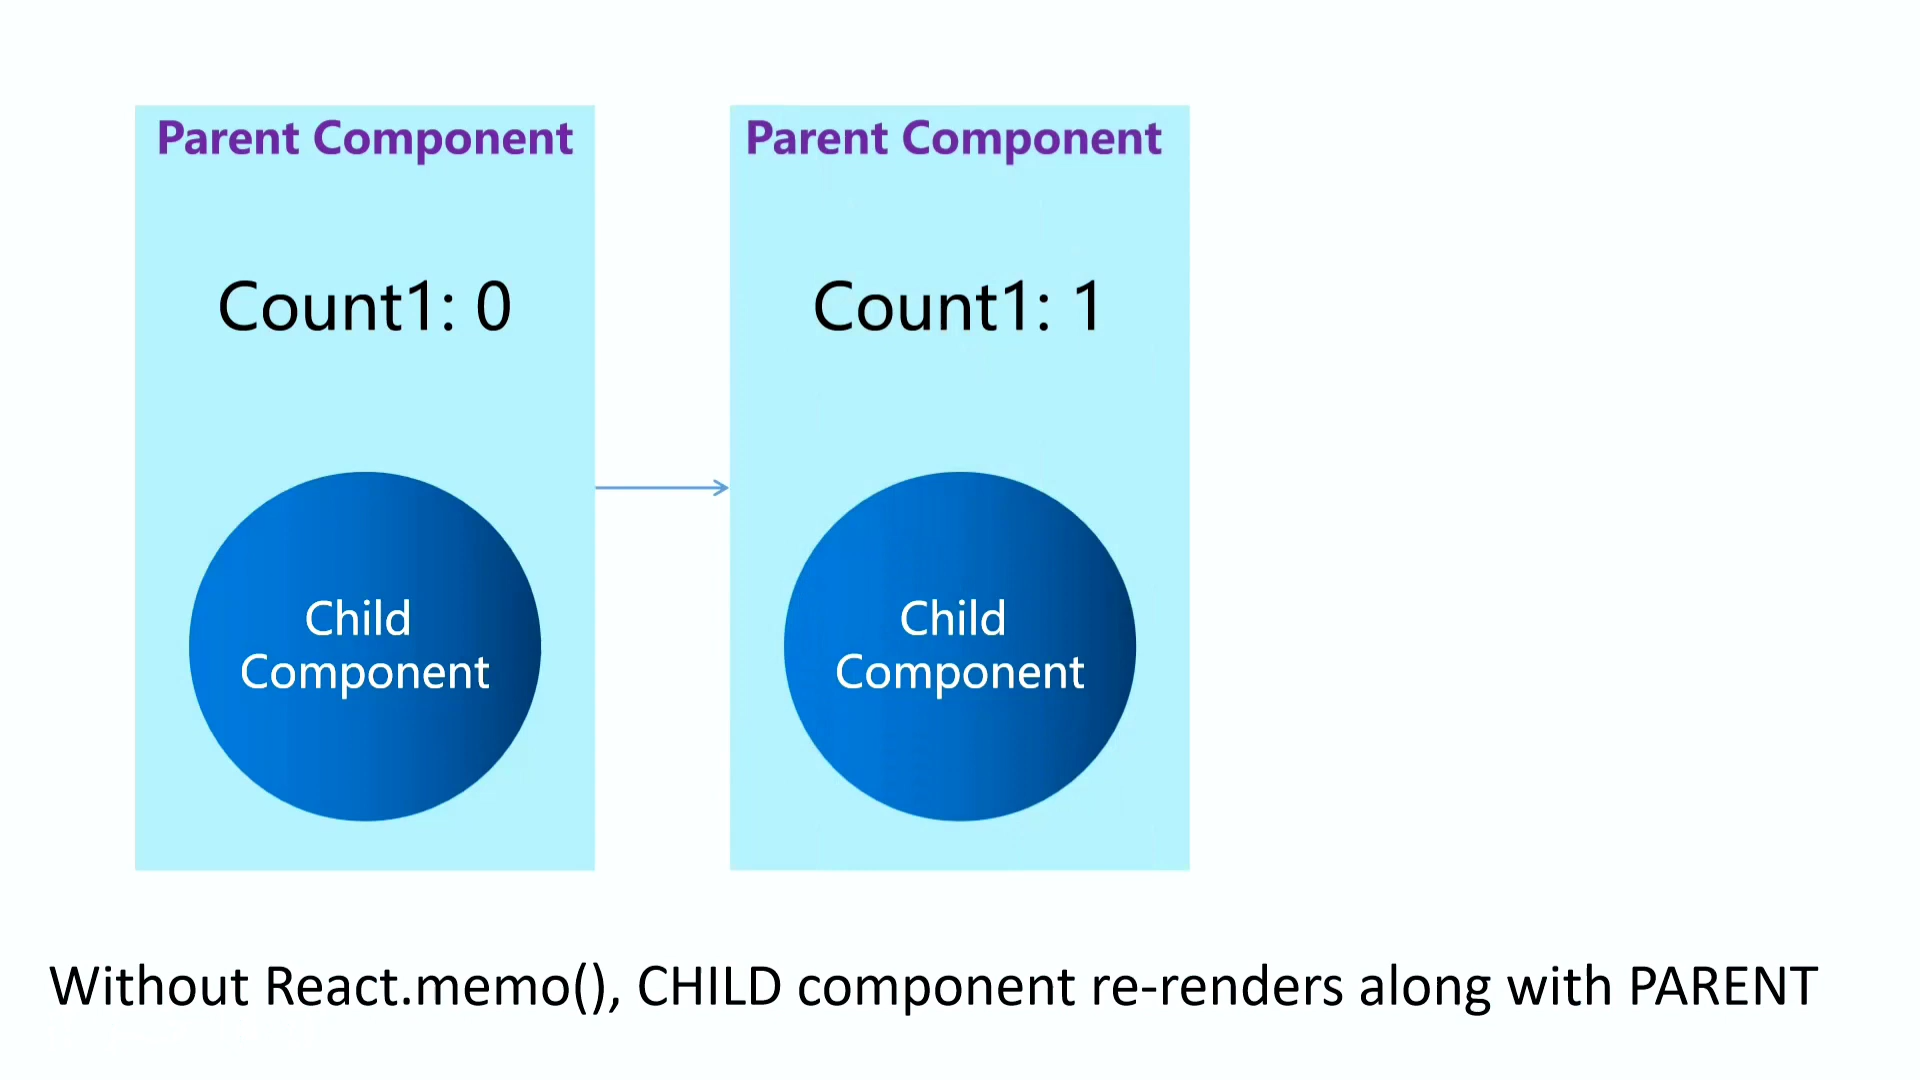 Parent Component
Count1: 0
Child
Component
Parent Component
Count1: 1
Child
Component
Without React.memo(), CHILD component re-renders along with PARENT